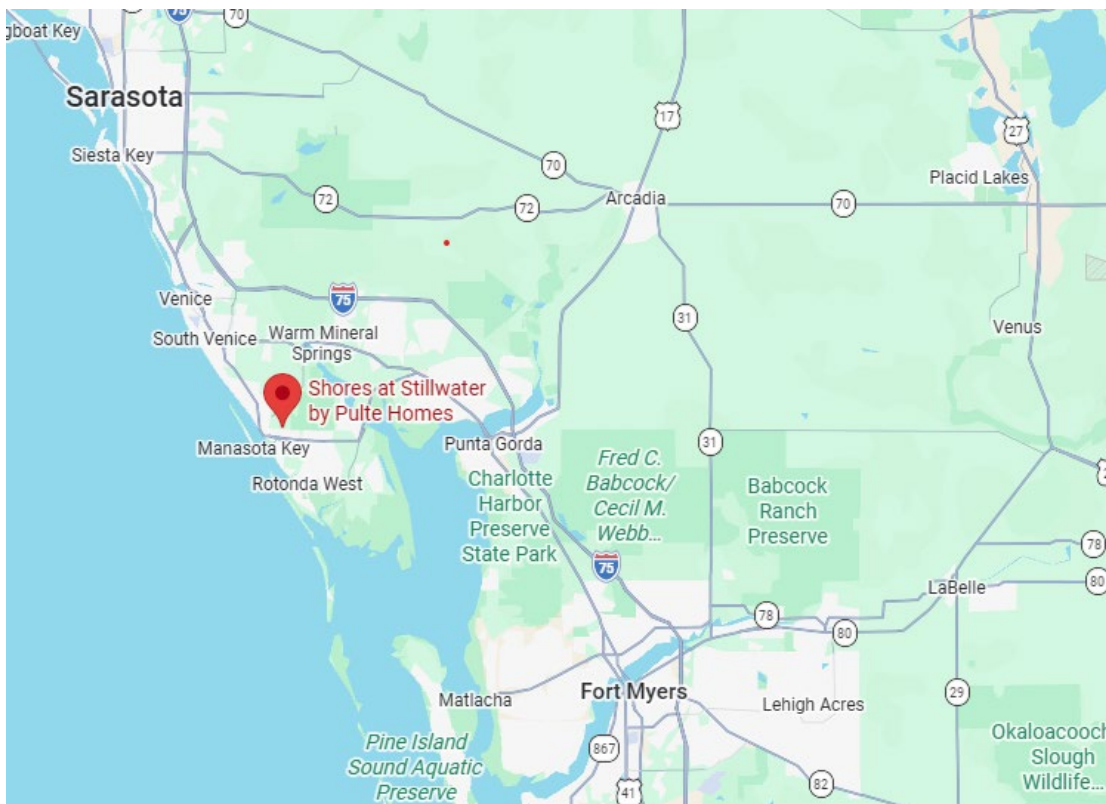 gboat Key
75
70
Sarasota
17
27
Siesta Key
70
Placid Lakes
72
72
Arcadia
70
75
Venice
31
Venus
South Venice
Warm Mineral
Springs
Shores at Stillwater
by Pulte Homes
Manasota Key
Punta Gorda
31
Rotonda West
Charlotte
Harbor
Preserve
State Park
Fred C.
Babcock/
Cecil M.
Webb...
Babcock
Ranch
Preserve
75
78
LaBelle
80
78
80
Matlacha
Fort Myers
Lehigh Acres
29
Pine Island
Sound Aquatic
Preserve
867
41
82
Okaloacooch
Slough
Wildlife...